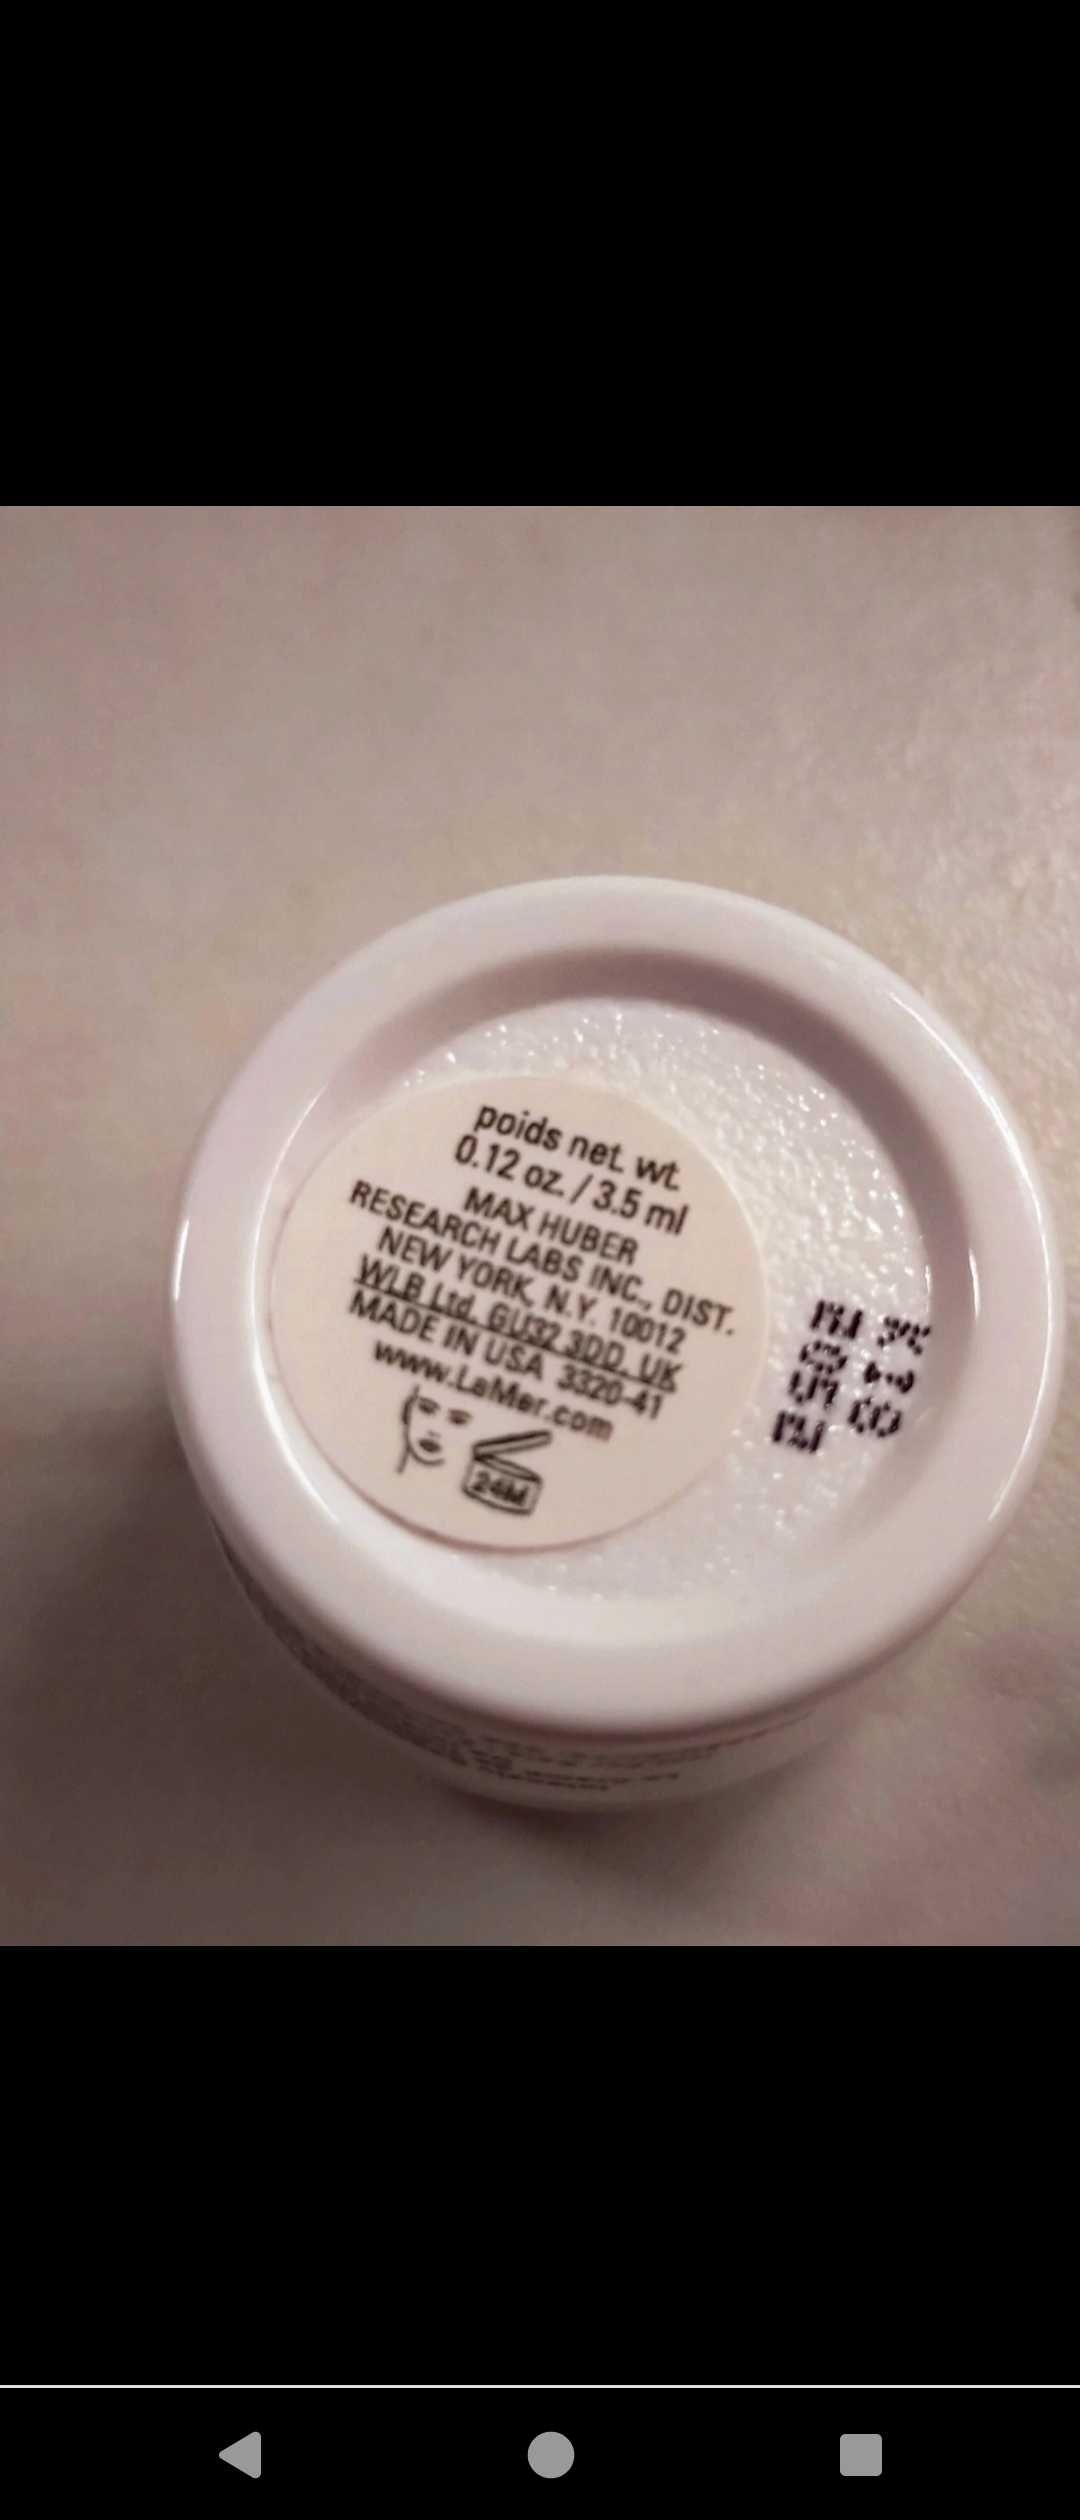 poids net. wt.
0.12 oz. / 3.5 ml
MAX HUBER
RESEARCH LABS INC., DIST.
NEW YORK, N.Y. 10012
WLB Ltd. GU32 3DD, UK
MADE IN USA 3320-41
www.LaMer.com
24M